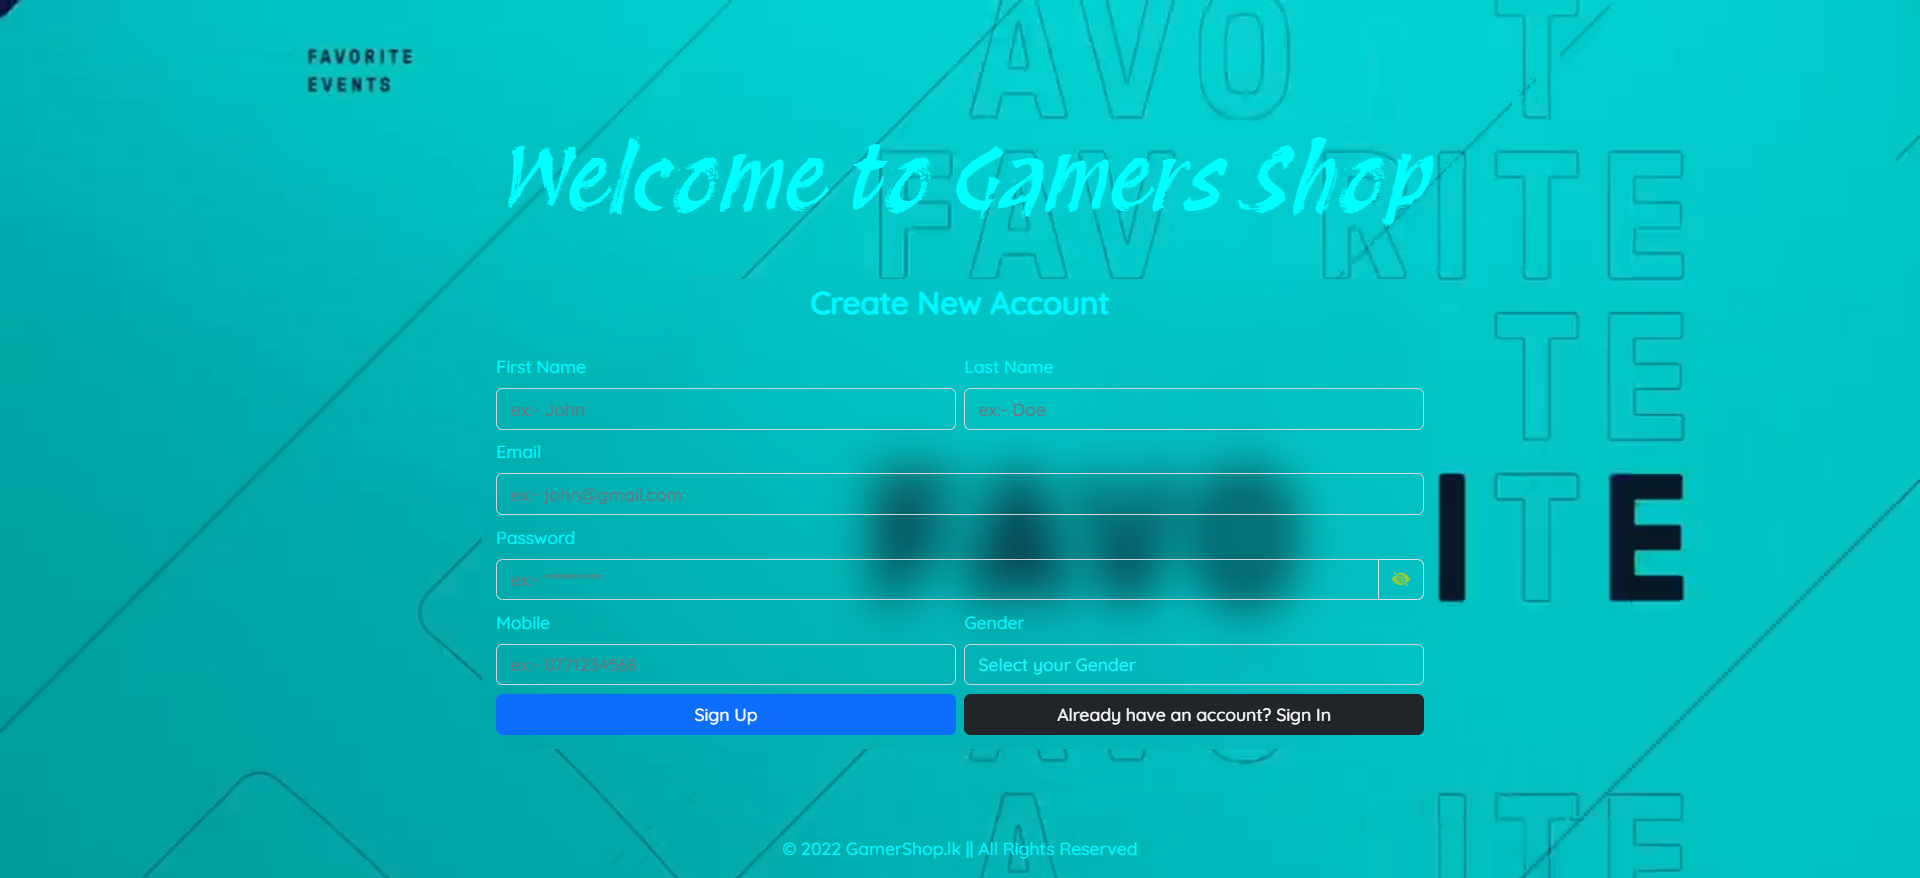 AVO T
FAVORITE
EVENTS
Welcome to Gamers Shop
FAV RITE
Create New Account
TE
First Name
Last Name
ex:- John
ex:- Doe
Email
ex:- john@gmail.com
I T E
Password
ex:- *********
Mobile
Gender
ex:- 0771234568
Select your Gender
Sign Up
Already have an account? Sign In
A ITE
© 2022 GamerShop.lk || All Rights Reserved